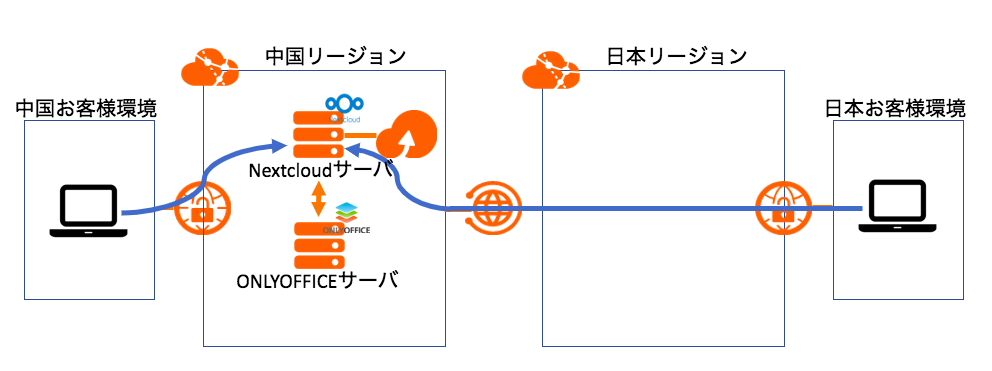 中国リージョン
日本リージョン
中国お客様環境
日本お客様環境
Nextcloudサーバ
ONLYOFFICE
ONLYOFFICEサーバ